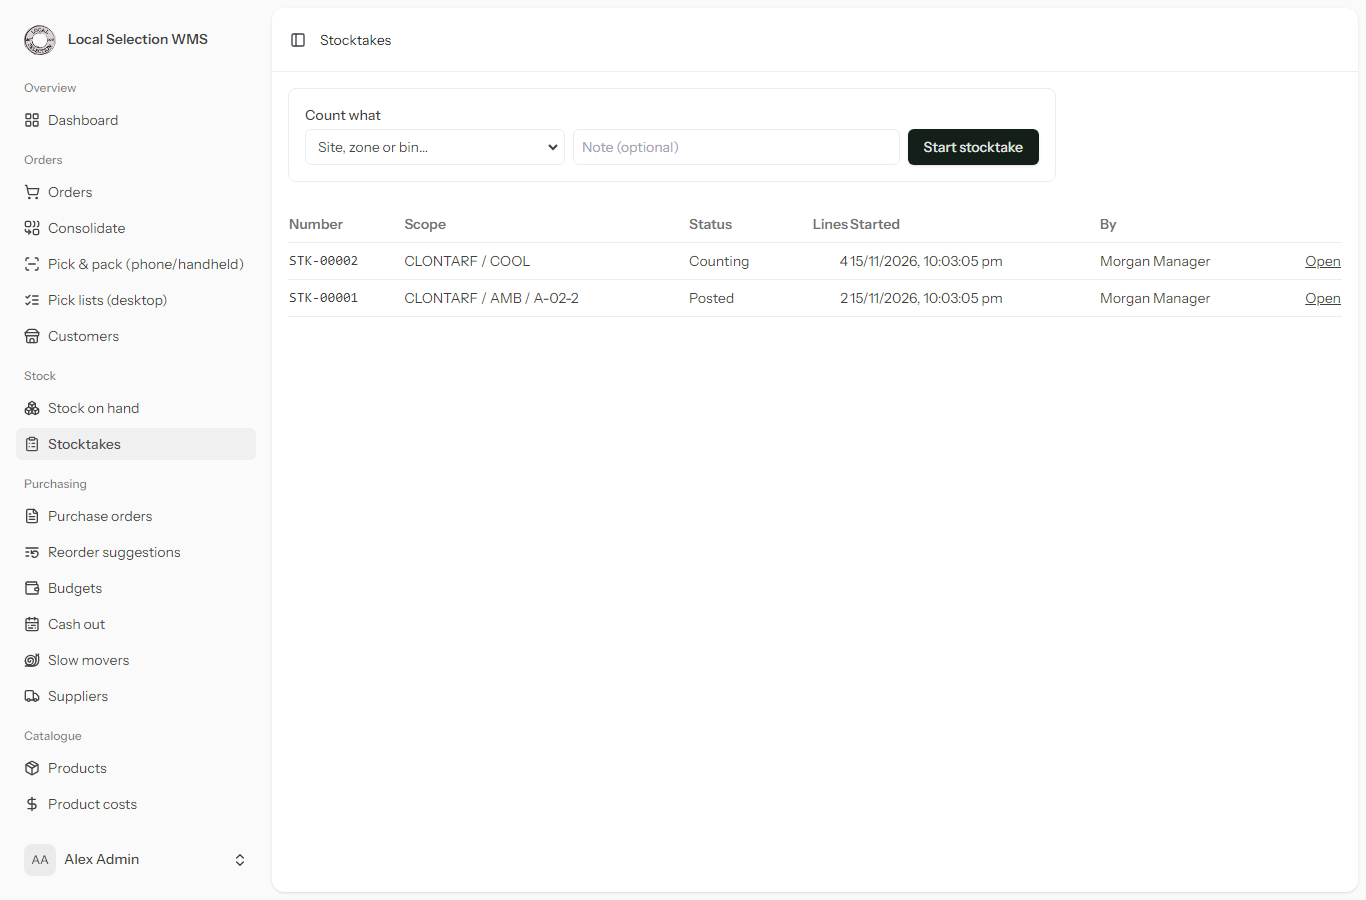 Local Selection WMS
Overview
Dashboard
Orders
Orders
Consolidate
Pick & pack (phone/handheld)
Pick lists (desktop)
Customers
Stock
Stock on hand
Stocktakes
Purchasing
Purchase orders
Reorder suggestions
Budgets
Cash out
Slow movers
Suppliers
Catalogue
Products
Product costs
AA Alex Admin
Stocktakes
Count what
Site, zone or bin... Note (optional) Start stocktake
Number Scope Status Lines Started By
STK-00002 CLONTARF / COOL Counting 4 15/11/2026, 10:03:05 pm Morgan Manager Open
STK-00001 CLONTARF / AMB / A-02-2 Posted 2 15/11/2026, 10:03:05 pm Morgan Manager Open